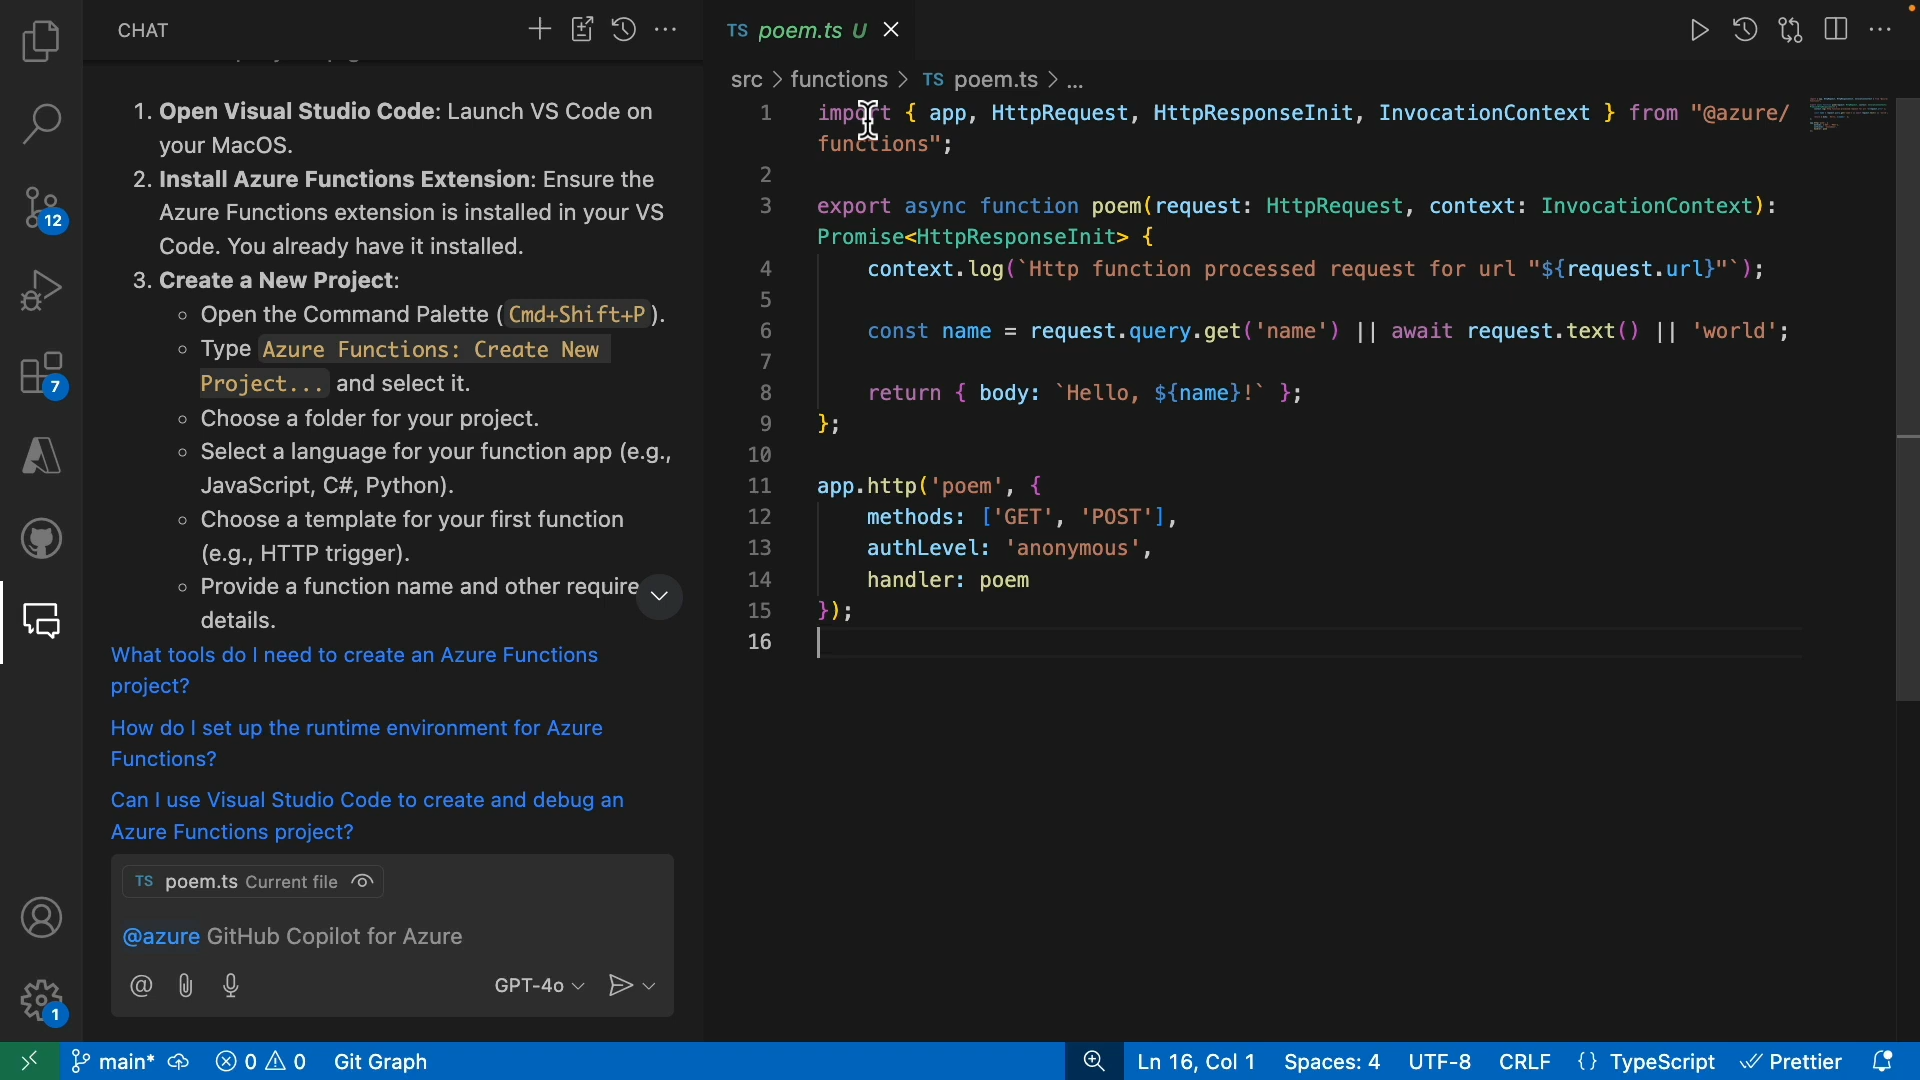 CHAT
1. Open Visual Studio Code: Launch VS Code on
your MacOS.
2. Install Azure Functions Extension: Ensure the
Azure Functions extension is installed in your VS
Code. You already have it installed.
3. Create a New Project:
Open the Command Palette (Cmd+Shift+P).
Type Azure Functions: Create New
Project... and select it.
Choose a folder for your project.
Select a language for your function app (e.g.,
JavaScript, C#, Python).
Choose a template for your first function
(e.g., HTTP trigger).
Provide a function name and other require
details.
What tools do I need to create an Azure Functions
project?
How do I set up the runtime environment for Azure
Functions?
Can I use Visual Studio Code to create and debug an
Azure Functions project?
TS poem.ts Current file
@azure GitHub Copilot for Azure
GPT-4o
12
7
1
TS poem.ts U
src > functions > TS poem.ts > ...
1 import { app, HttpRequest, HttpResponseInit, InvocationContext } from "@azure/
functions";
2
3 export async function poem(request: HttpRequest, context: InvocationContext):
Promise<HttpResponseInit> {
4 context.log(`Http function processed request for url "${request.url}"`);
5
6 const name = request.query.get('name') || await request.text() || 'world';
7
8 return { body: `Hello, ${name}!` };
9 };
10
11 app.http('poem', {
12 methods: ['GET', 'POST'],
13 authLevel: 'anonymous',
14 handler: poem
15 });
16
main* 0 0 Git Graph Ln 16, Col 1 Spaces: 4 UTF-8 CRLF {} TypeScript Prettier